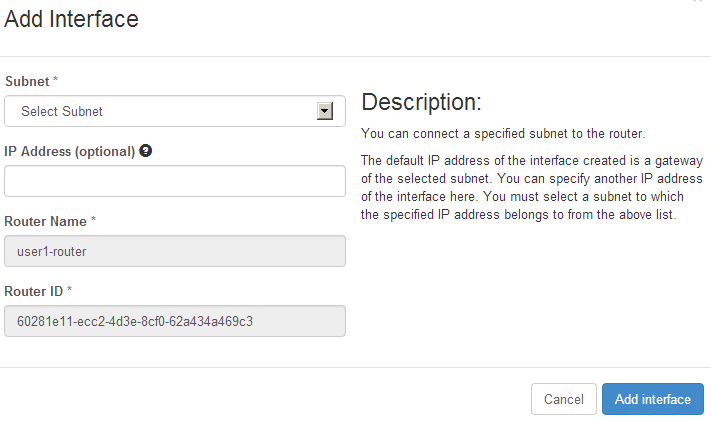 Add Interface
Subnet *
Select Subnet
IP Address (optional)
Router Name *
user1-router
Router ID *
60281e11-ecc2-4d3e-8cf0-62a434a469c3
Description:
You can connect a specified subnet to the router.
The default IP address of the interface created is a gateway
of the selected subnet. You can specify another IP address
of the interface here. You must select a subnet to which
the specified IP address belongs to from the above list.
Cancel
Add interface